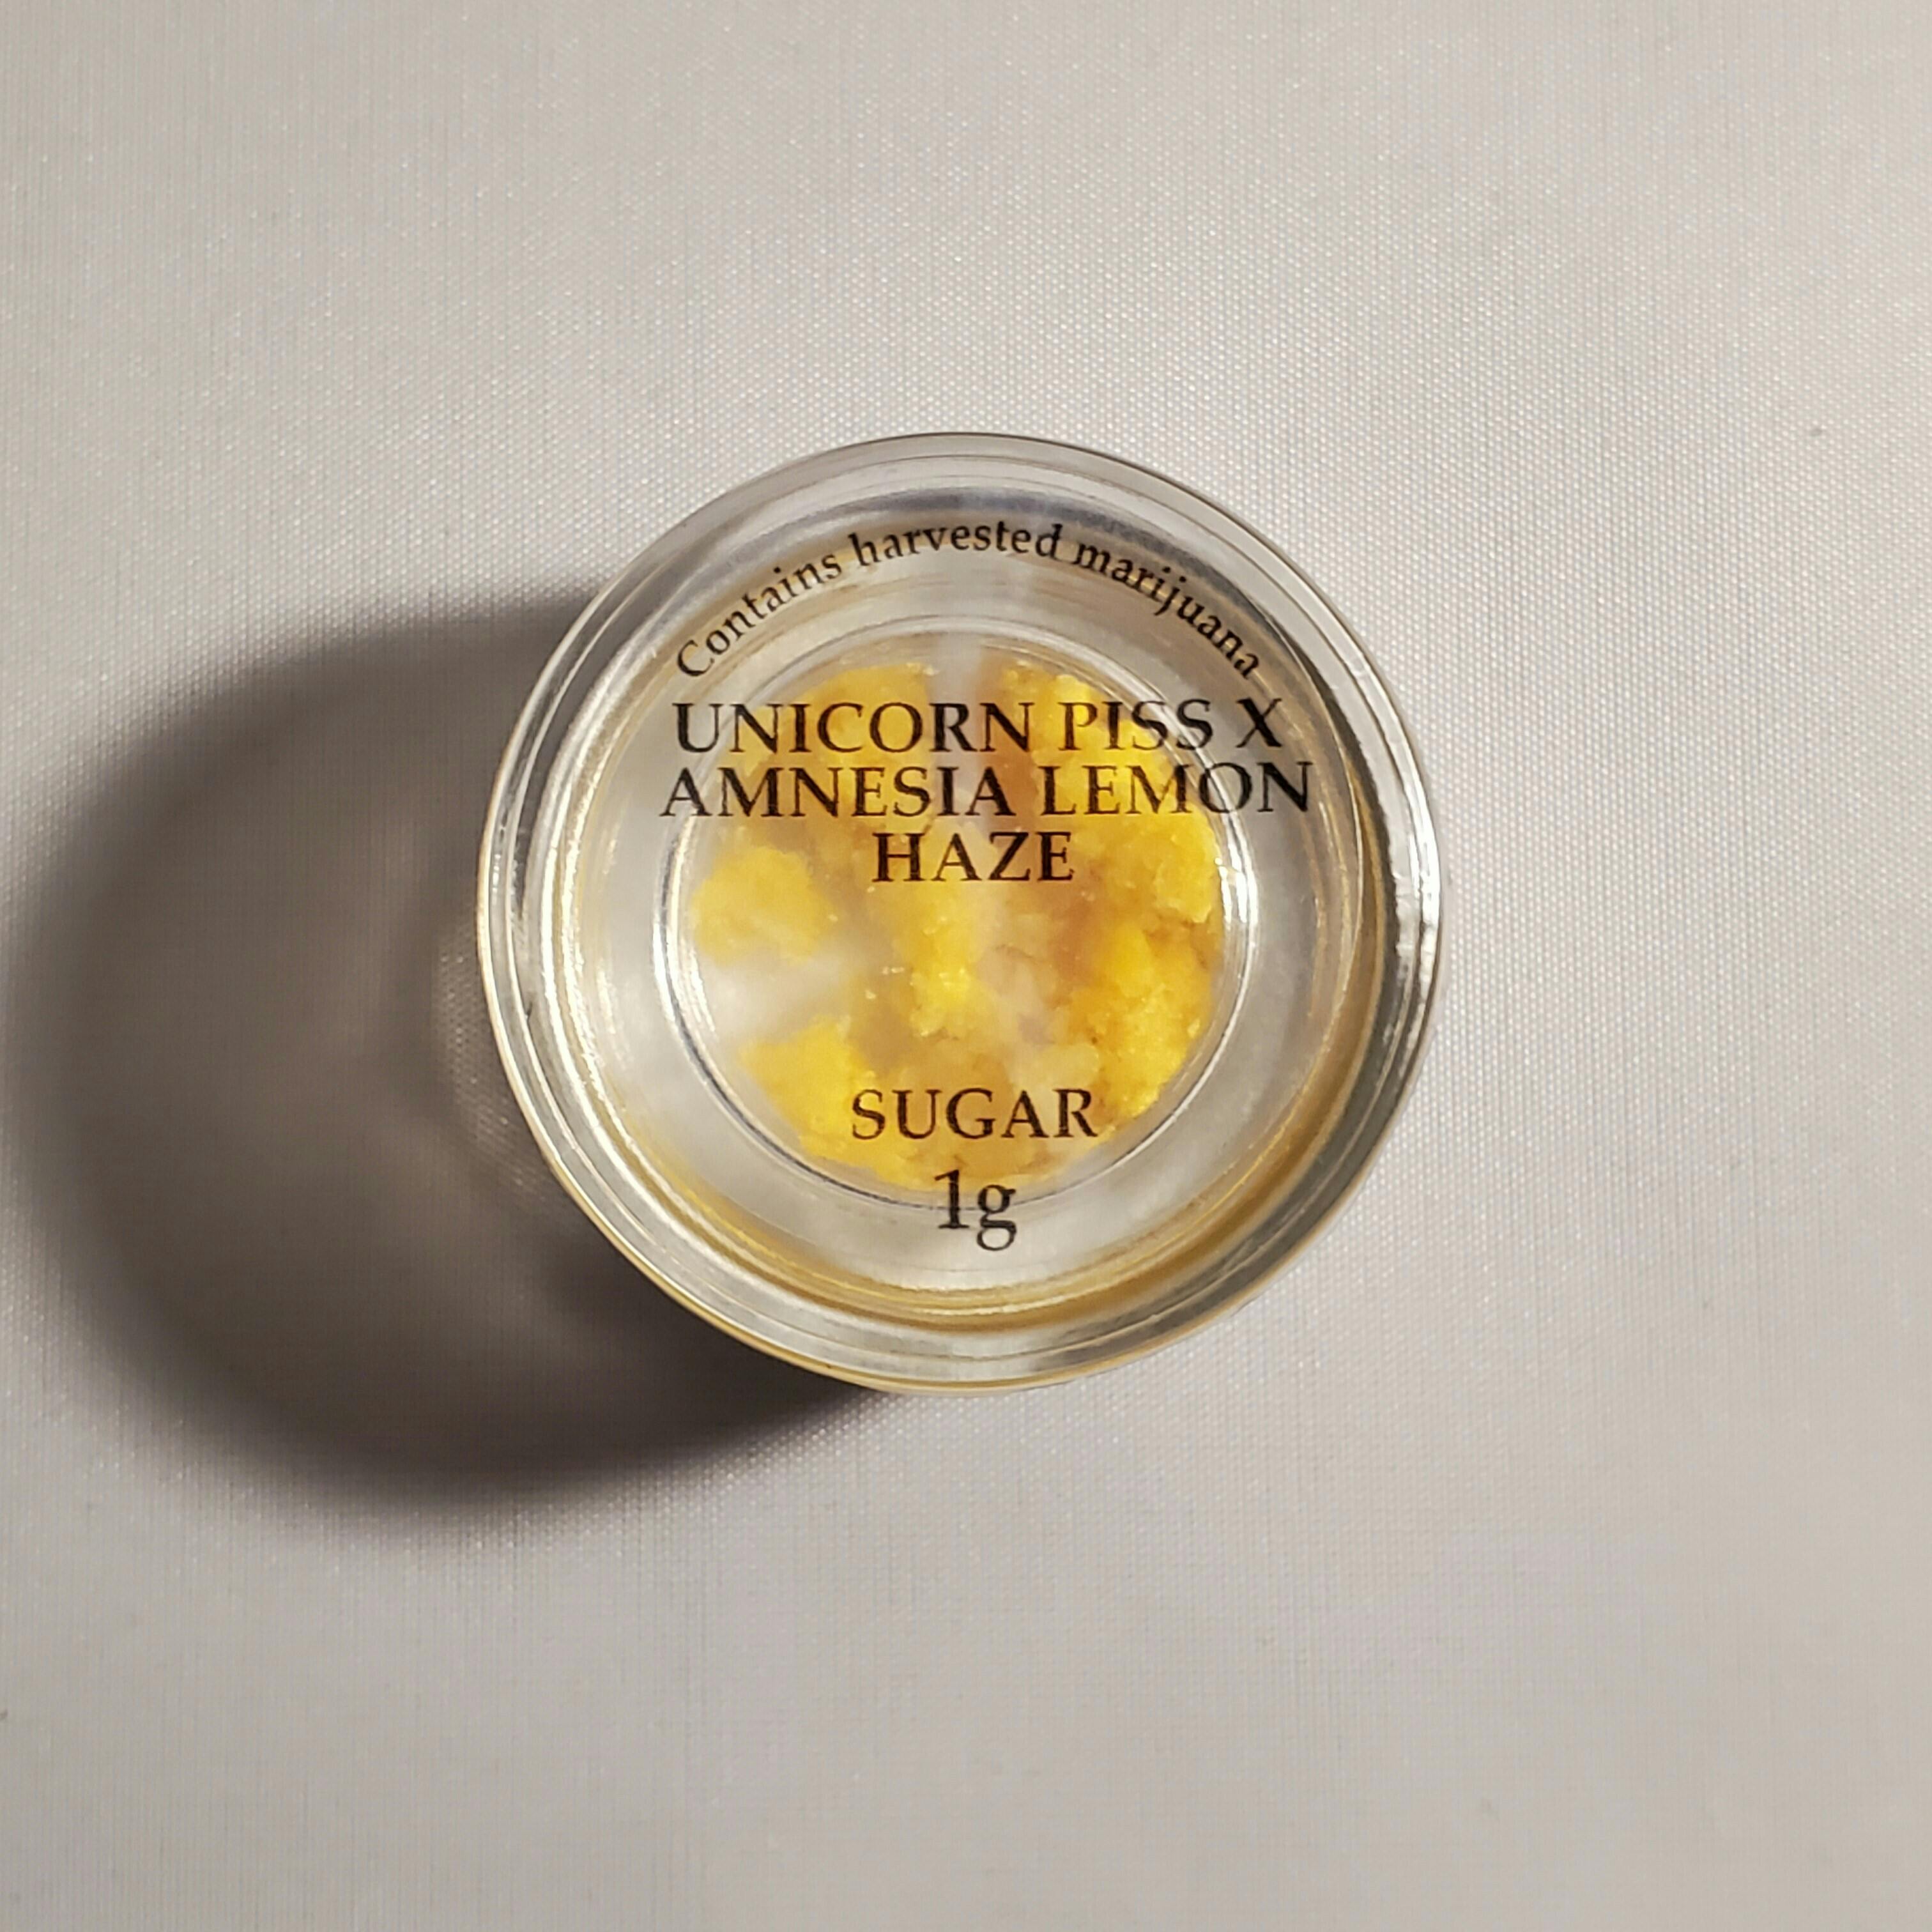 Contains harvested marijuana
UNICORN PISS X
AMNESIA LEMON
HAZE
SUGAR
1g